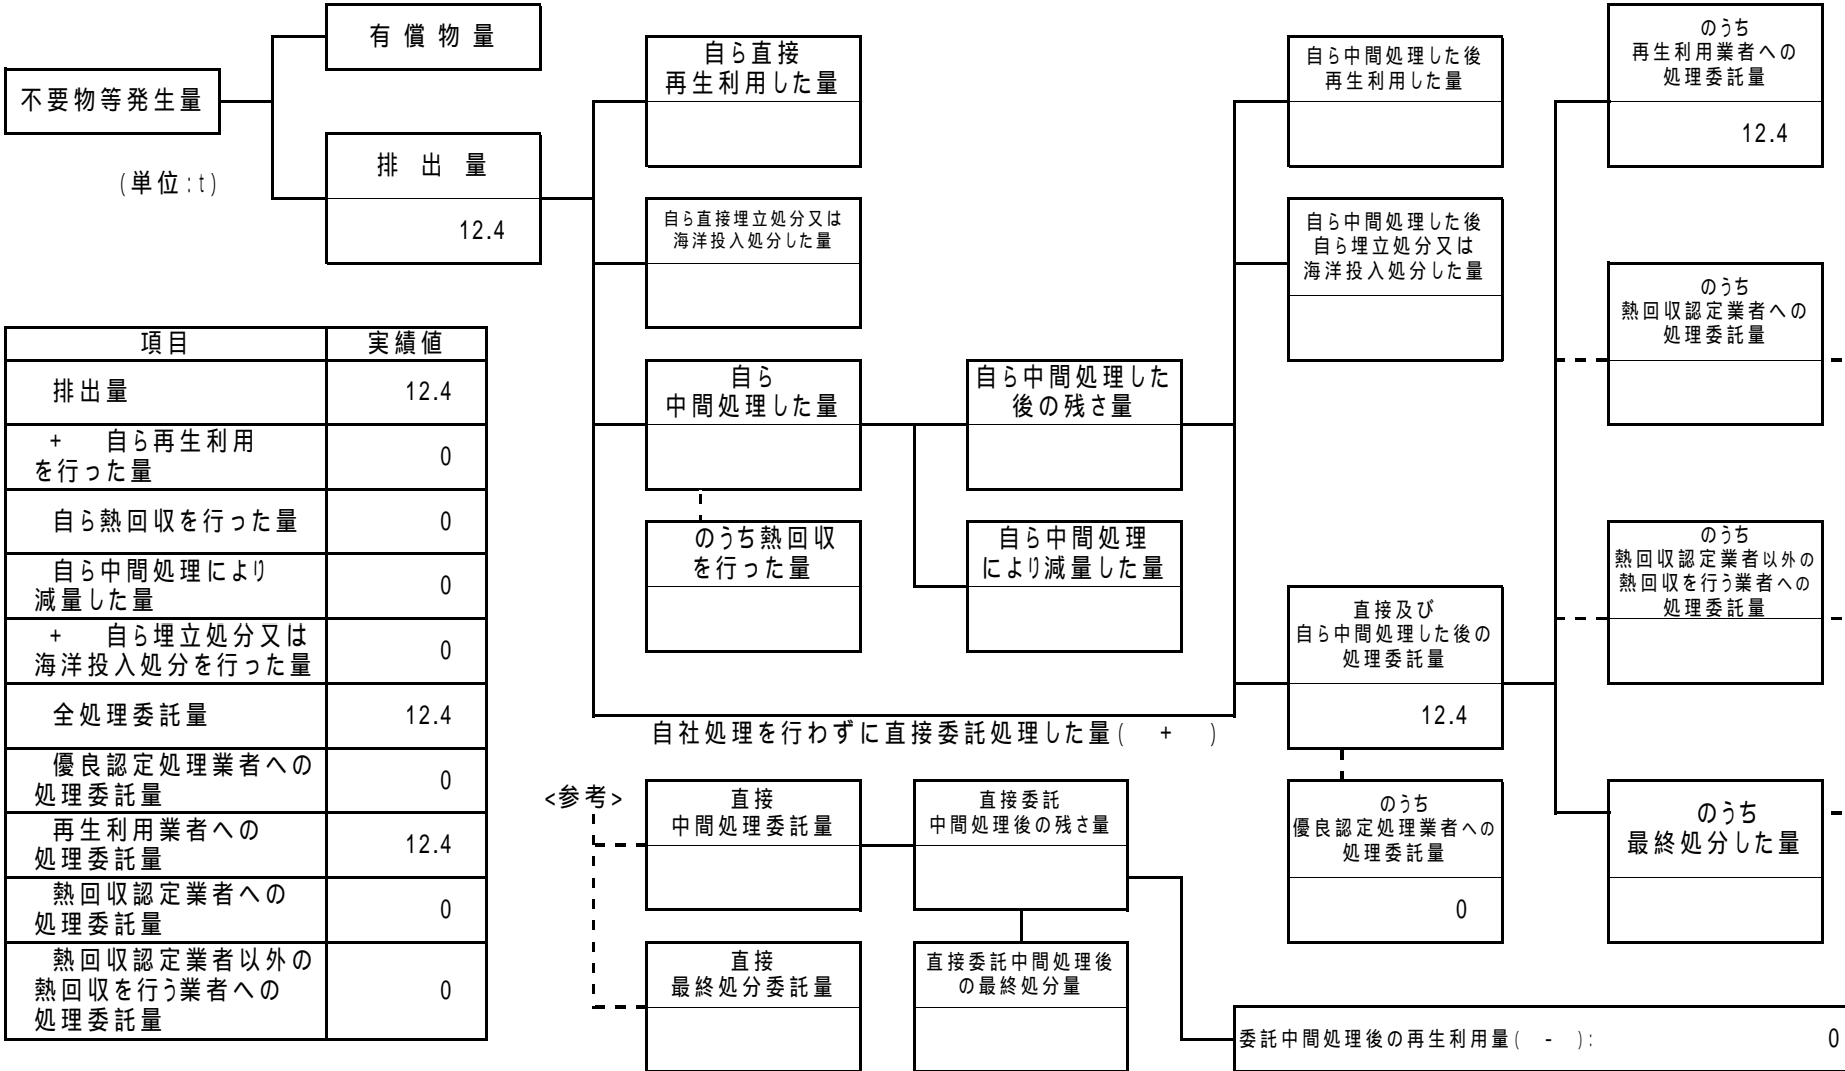 不要物等発生量
(単位:t)
有償物量
排出量
12.4
自ら直接
再生利用した量
自ら直接埋立処分又は
海洋投入処分した量
自ら
中間処理した量
のうち熱回収
を行った量
自ら中間処理した
後の残さ量
自ら中間処理
により減量した量
自ら中間処理した後
再生利用した量
自ら中間処理した後
自ら埋立処分又は
海洋投入処分した量
直接及び
自ら中間処理した後の
処理委託量
12.4
のうち
優良認定処理業者への
処理委託量
0
のうち
再生利用業者への
処理委託量
12.4
のうち
熱回収認定業者への
処理委託量
のうち
熱回収認定業者以外の
熱回収を行う業者への
処理委託量
のうち
最終処分した量
自社処理を行わずに直接委託処理した量( + )
項目 実績値
排出量 12.4
+ 自ら再生利用
を行った量 0
自ら熱回収を行った量 0
自ら中間処理により
減量した量 0
+ 自ら埋立処分又は
海洋投入処分を行った量 0
全処理委託量 12.4
優良認定処理業者への
処理委託量 0
再生利用業者への
処理委託量 12.4
熱回収認定業者への
処理委託量 0
熱回収認定業者以外の
熱回収を行う業者への
処理委託量 0
<参考>
直接
中間処理委託量
直接委託
中間処理後の残さ量
直接
最終処分委託量
直接委託中間処理後
の最終処分量
委託中間処理後の再生利用量( - ): 0